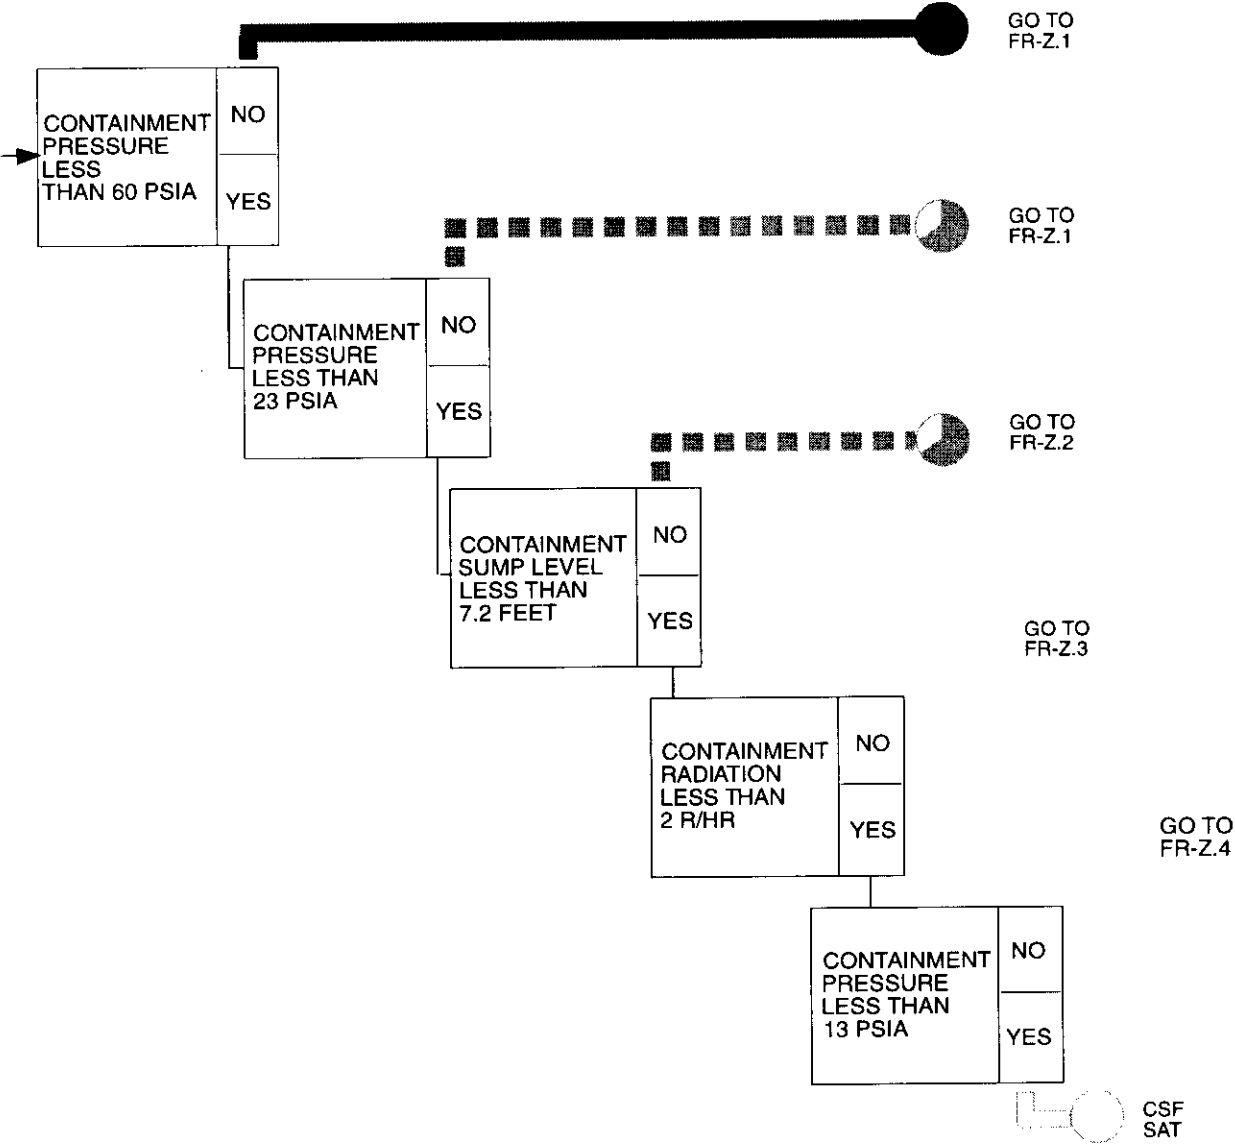 GO TO
FR-Z.1
CONTAINMENT
PRESSURE
LESS
THAN 60 PSIA
NO
YES
GO TO
FR-Z.1
CONTAINMENT
PRESSURE
LESS THAN
23 PSIA
NO
YES
GO TO
FR-Z.2
CONTAINMENT
SUMP LEVEL
LESS THAN
7.2 FEET
NO
YES
GO TO
FR-Z.3
CONTAINMENT
RADIATION
LESS THAN
2 R/HR
NO
YES
GO TO
FR-Z.4
CONTAINMENT
PRESSURE
LESS THAN
13 PSIA
NO
YES
CSF
SAT